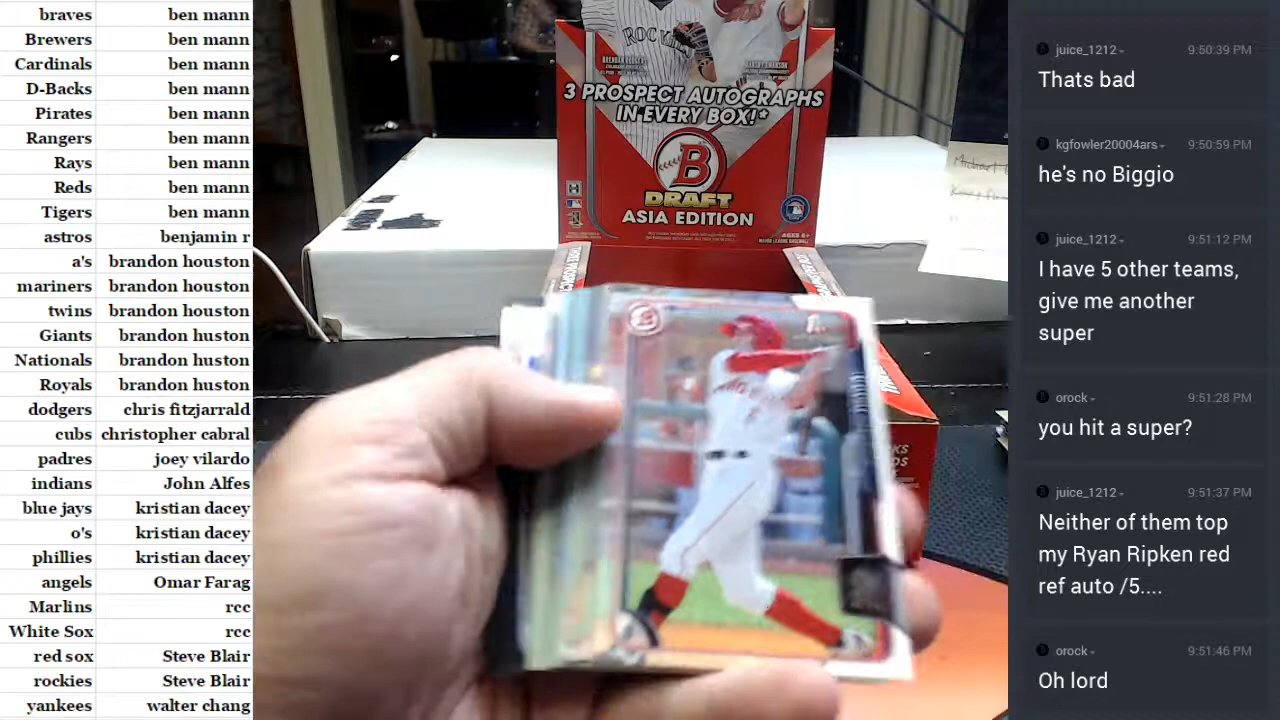 braves ben mann
Brewers ben mann
Cardinals ben mann
D-Backs ben mann
Pirates ben mann
Rangers ben mann
Rays ben mann
Reds ben mann
Tigers ben mann
astros benjamin r
a's brandon houston
mariners brandon houston
twins brandon houston
Giants brandon huston
Nationals brandon huston
Royals brandon huston
dodgers chris fitzjarrald
cubs christopher cabral
padres joey vilardo
indians John Alfes
blue jays kristian dacey
o's kristian dacey
phillies kristian dacey
angels Omar Farag
Marlins rcc
White Sox rcc
red sox Steve Blair
rockies Steve Blair
yankees walter chang
3 PROSPECT AUTOGRAPHS
IN EVERY BOX!*
B
DRAFT
ASIA EDITION
juice_1212 9:50:39 PM
Thats bad
kgfowler20004ars 9:50:59 PM
he's no Biggio
juice_1212 9:51:12 PM
I have 5 other teams,
give me another
super
orock 9:51:28 PM
you hit a super?
juice_1212 9:51:37 PM
Neither of them top
my Ryan Ripken red
ref auto /5....
orock 9:51:46 PM
Oh lord